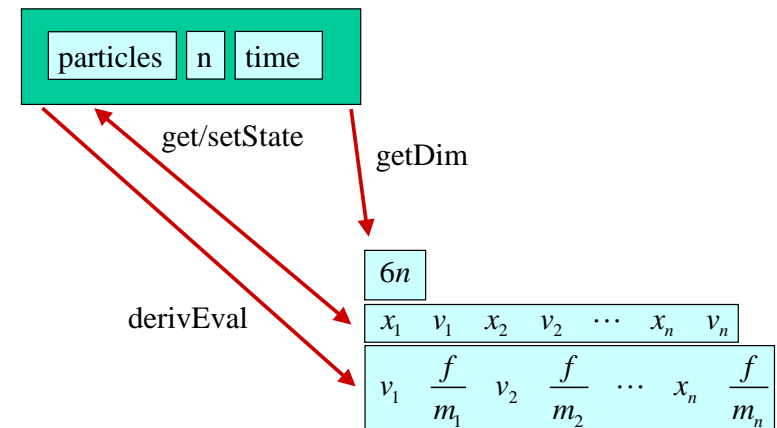 particles n time
get/setState
getDim
6n
derivEval
x₁ v₁ x₂ v₂ ⋯ xₙ vₙ
v₁ f/m₁ v₂ f/m₂ ⋯ xₙ f/mₙ